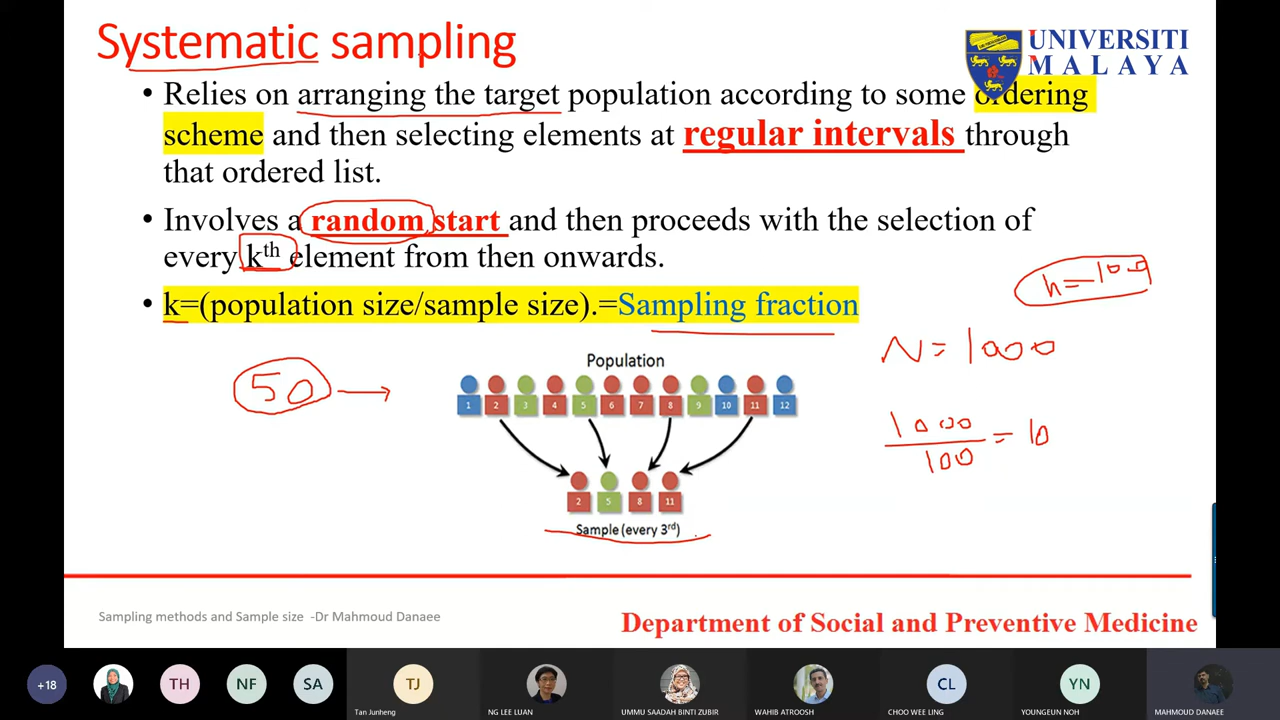 Systematic sampling
UNIVERSITI
MALAYA
• Relies on arranging the target population according to some ordering
scheme and then selecting elements at regular intervals through
that ordered list.
• Involves a random start and then proceeds with the selection of
every kth element from then onwards.
n=100
• k=(population size/sample size).=Sampling fraction
N=1000
50 →
Population
1 2 3 4 5 6 7 8 9 10 11 12
1000
100
=10
2 5 8 11
Sample (every 3rd)
Sampling methods and Sample size -Dr Mahmoud Danaee
Department of Social and Preventive Medicine
+18 TH NF SA TJ CL YN
Tan Junheng NG LEE LUAN UMMU SAADAH BINTI ZUBIR WAHIB ATROOSH CHOO WEE LING YOUNGEUN NOH MAHMOUD DANAEE